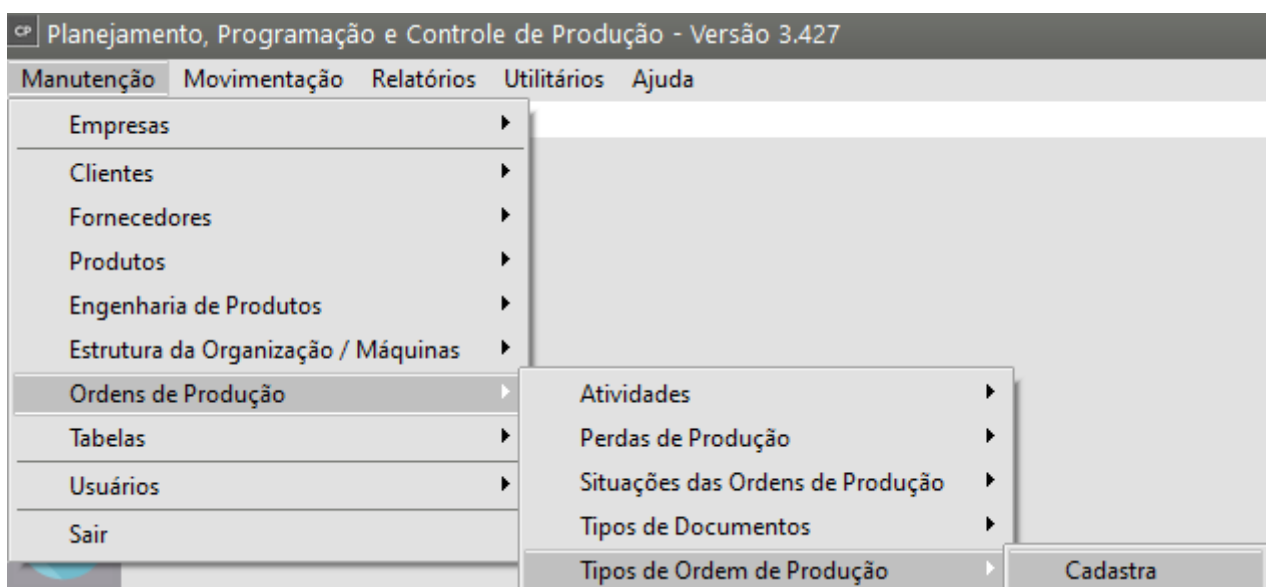 CP Planejamento, Programação e Controle de Produção - Versão 3.427
Manutenção Movimentação Relatórios Utilitários Ajuda
Empresas
Clientes
Fornecedores
Produtos
Engenharia de Produtos
Estrutura da Organização / Máquinas
Ordens de Produção
Tabelas
Usuários
Sair
Atividades
Perdas de Produção
Situações das Ordens de Produção
Tipos de Documentos
Tipos de Ordem de Produção
Cadastra